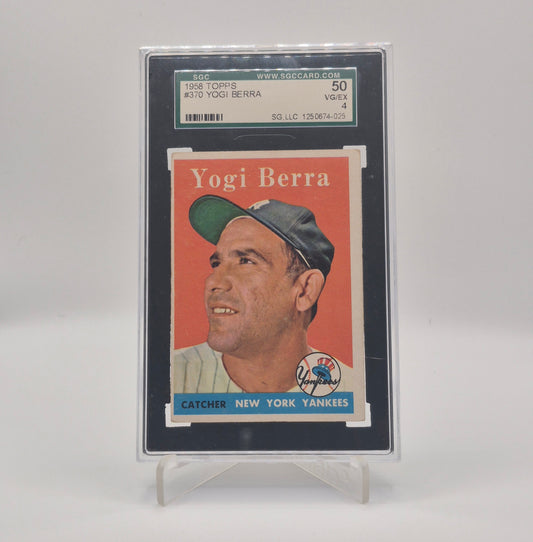 SGC WWW.SGCCARD.COM
1958 TOPPS 50
#370 YOGI BERRA VG/EX
4
SG, LLC 1250674-025
Yogi Berra
Yankees
CATCHER NEW YORK YANKEES